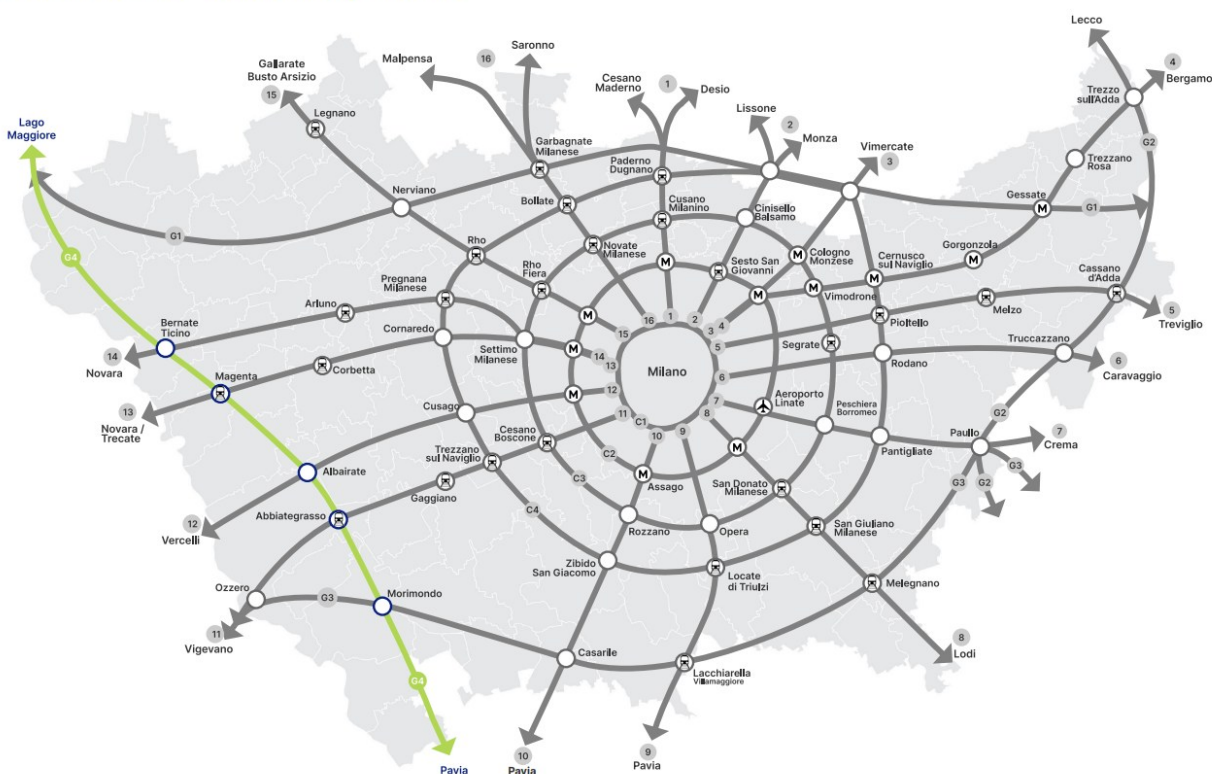 Lecco
Saronno
16
4
Bergamo
Malpensa
Gallarate
Busto Arsizio
15
Cesano
Maderno
1
Desio
Trezzo
sull'Adda
Lissone
2
Monza
Legnano
Lago
Maggiore
Garbagnate
Milanese
Paderno
Dugnano
Vimercate
3
G2
Trezzano
Rosa
Nerviano
Bollate
Cusano
Milanino
Cinisello
Balsamo
Gessate
M
G1
G1
G4
Rho
Novate
Milanese
Sesto San
Giovanni
Cologno
Monzese
M
Gorgonzola
M
Cernusco
sul Naviglio
M
M
Rho
Fiera
Pregnana
Milanese
Cassano
d'Adda
M
M
Vimodrone
Arluno
Melzo
5
Treviglio
Pioltello
M
16
1
2
3
4
Bernate
Ticino
Cornaredo
15
5
Segrate
Truccazzano
Settimo
Milanese
M
14
14
Novara
Rodano
6
Caravaggio
Magenta
Corbetta
13
Milano
6
M
12
13
Novara /
Trecate
Cusago
11
C1
10
9
8
7
Aeroporto
Linate
Peschiera
Borromeo
G2
Paullo
7
Crema
Cesano
Boscone
Trezzano
sul Naviglio
Pantigliate
M
C2
G3
G3
G2
Albairate
M
Assago
C3
Gaggiano
San Donato
Milanese
Abbiategrasso
C4
Rozzano
Opera
San Giuliano
Milanese
12
Vercelli
Zibido
San Giacomo
Locate
di Triulzi
Melegnano
Ozzero
G3
Morimondo
11
Vigevano
8
Lodi
Casarile
Lacchiarella
Villamaggiore
G4
10
Pavia
9
Pavia
Pavia